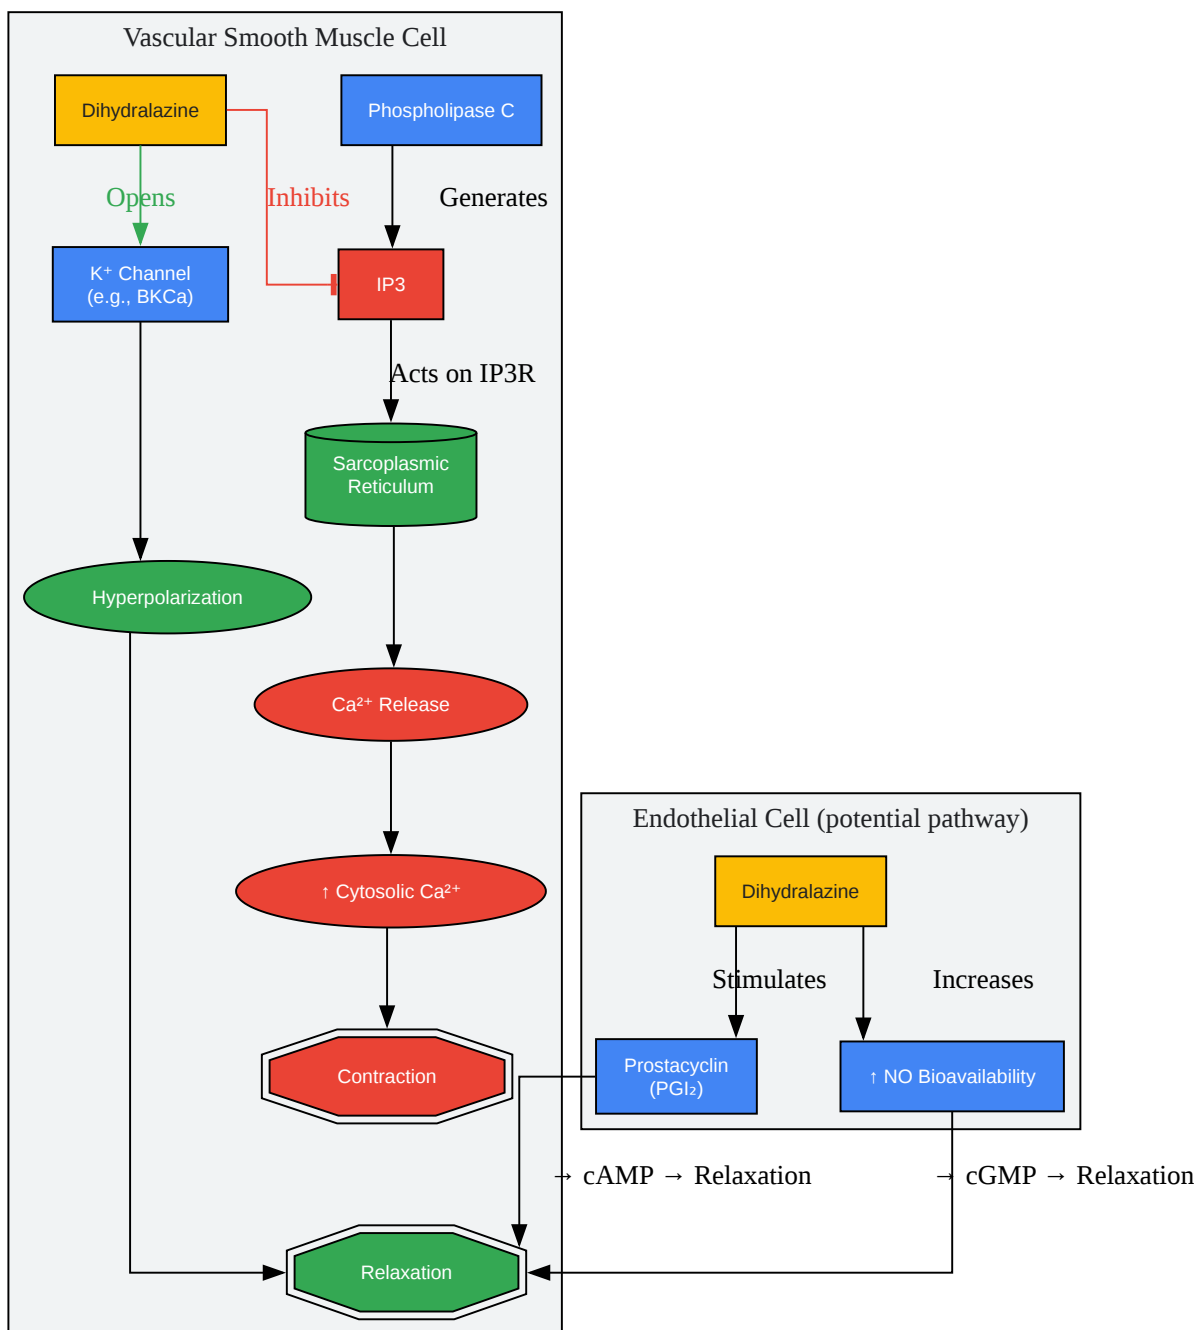 Vascular Smooth Muscle Cell
Dihydralazine
Phospholipase C
Opens
Inhibits
Generates
K⁺ Channel
(e.g., BKCa)
IP3
Acts on IP3R
Sarcoplasmic
Reticulum
Hyperpolarization
Ca²⁺ Release
↑ Cytosolic Ca²⁺
Contraction
Relaxation
Endothelial Cell (potential pathway)
Dihydralazine
Stimulates
Increases
Prostacyclin
(PGI₂)
↑ NO Bioavailability
→ cAMP → Relaxation
→ cGMP → Relaxation